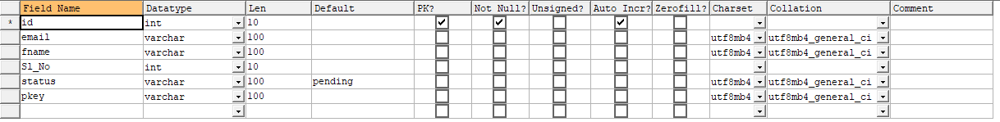 Field Name Datatype Len Default PK? Not Null? Unsigned? Auto Incr? Zerofill? Charset Collation Comment
* id int 10
email varchar 100 utf8mb4 utf8mb4_general_ci
fname varchar 100 utf8mb4 utf8mb4_general_ci
Sl_No int 10
status varchar 100 pending utf8mb4 utf8mb4_general_ci
pkey varchar 100 utf8mb4 utf8mb4_general_ci